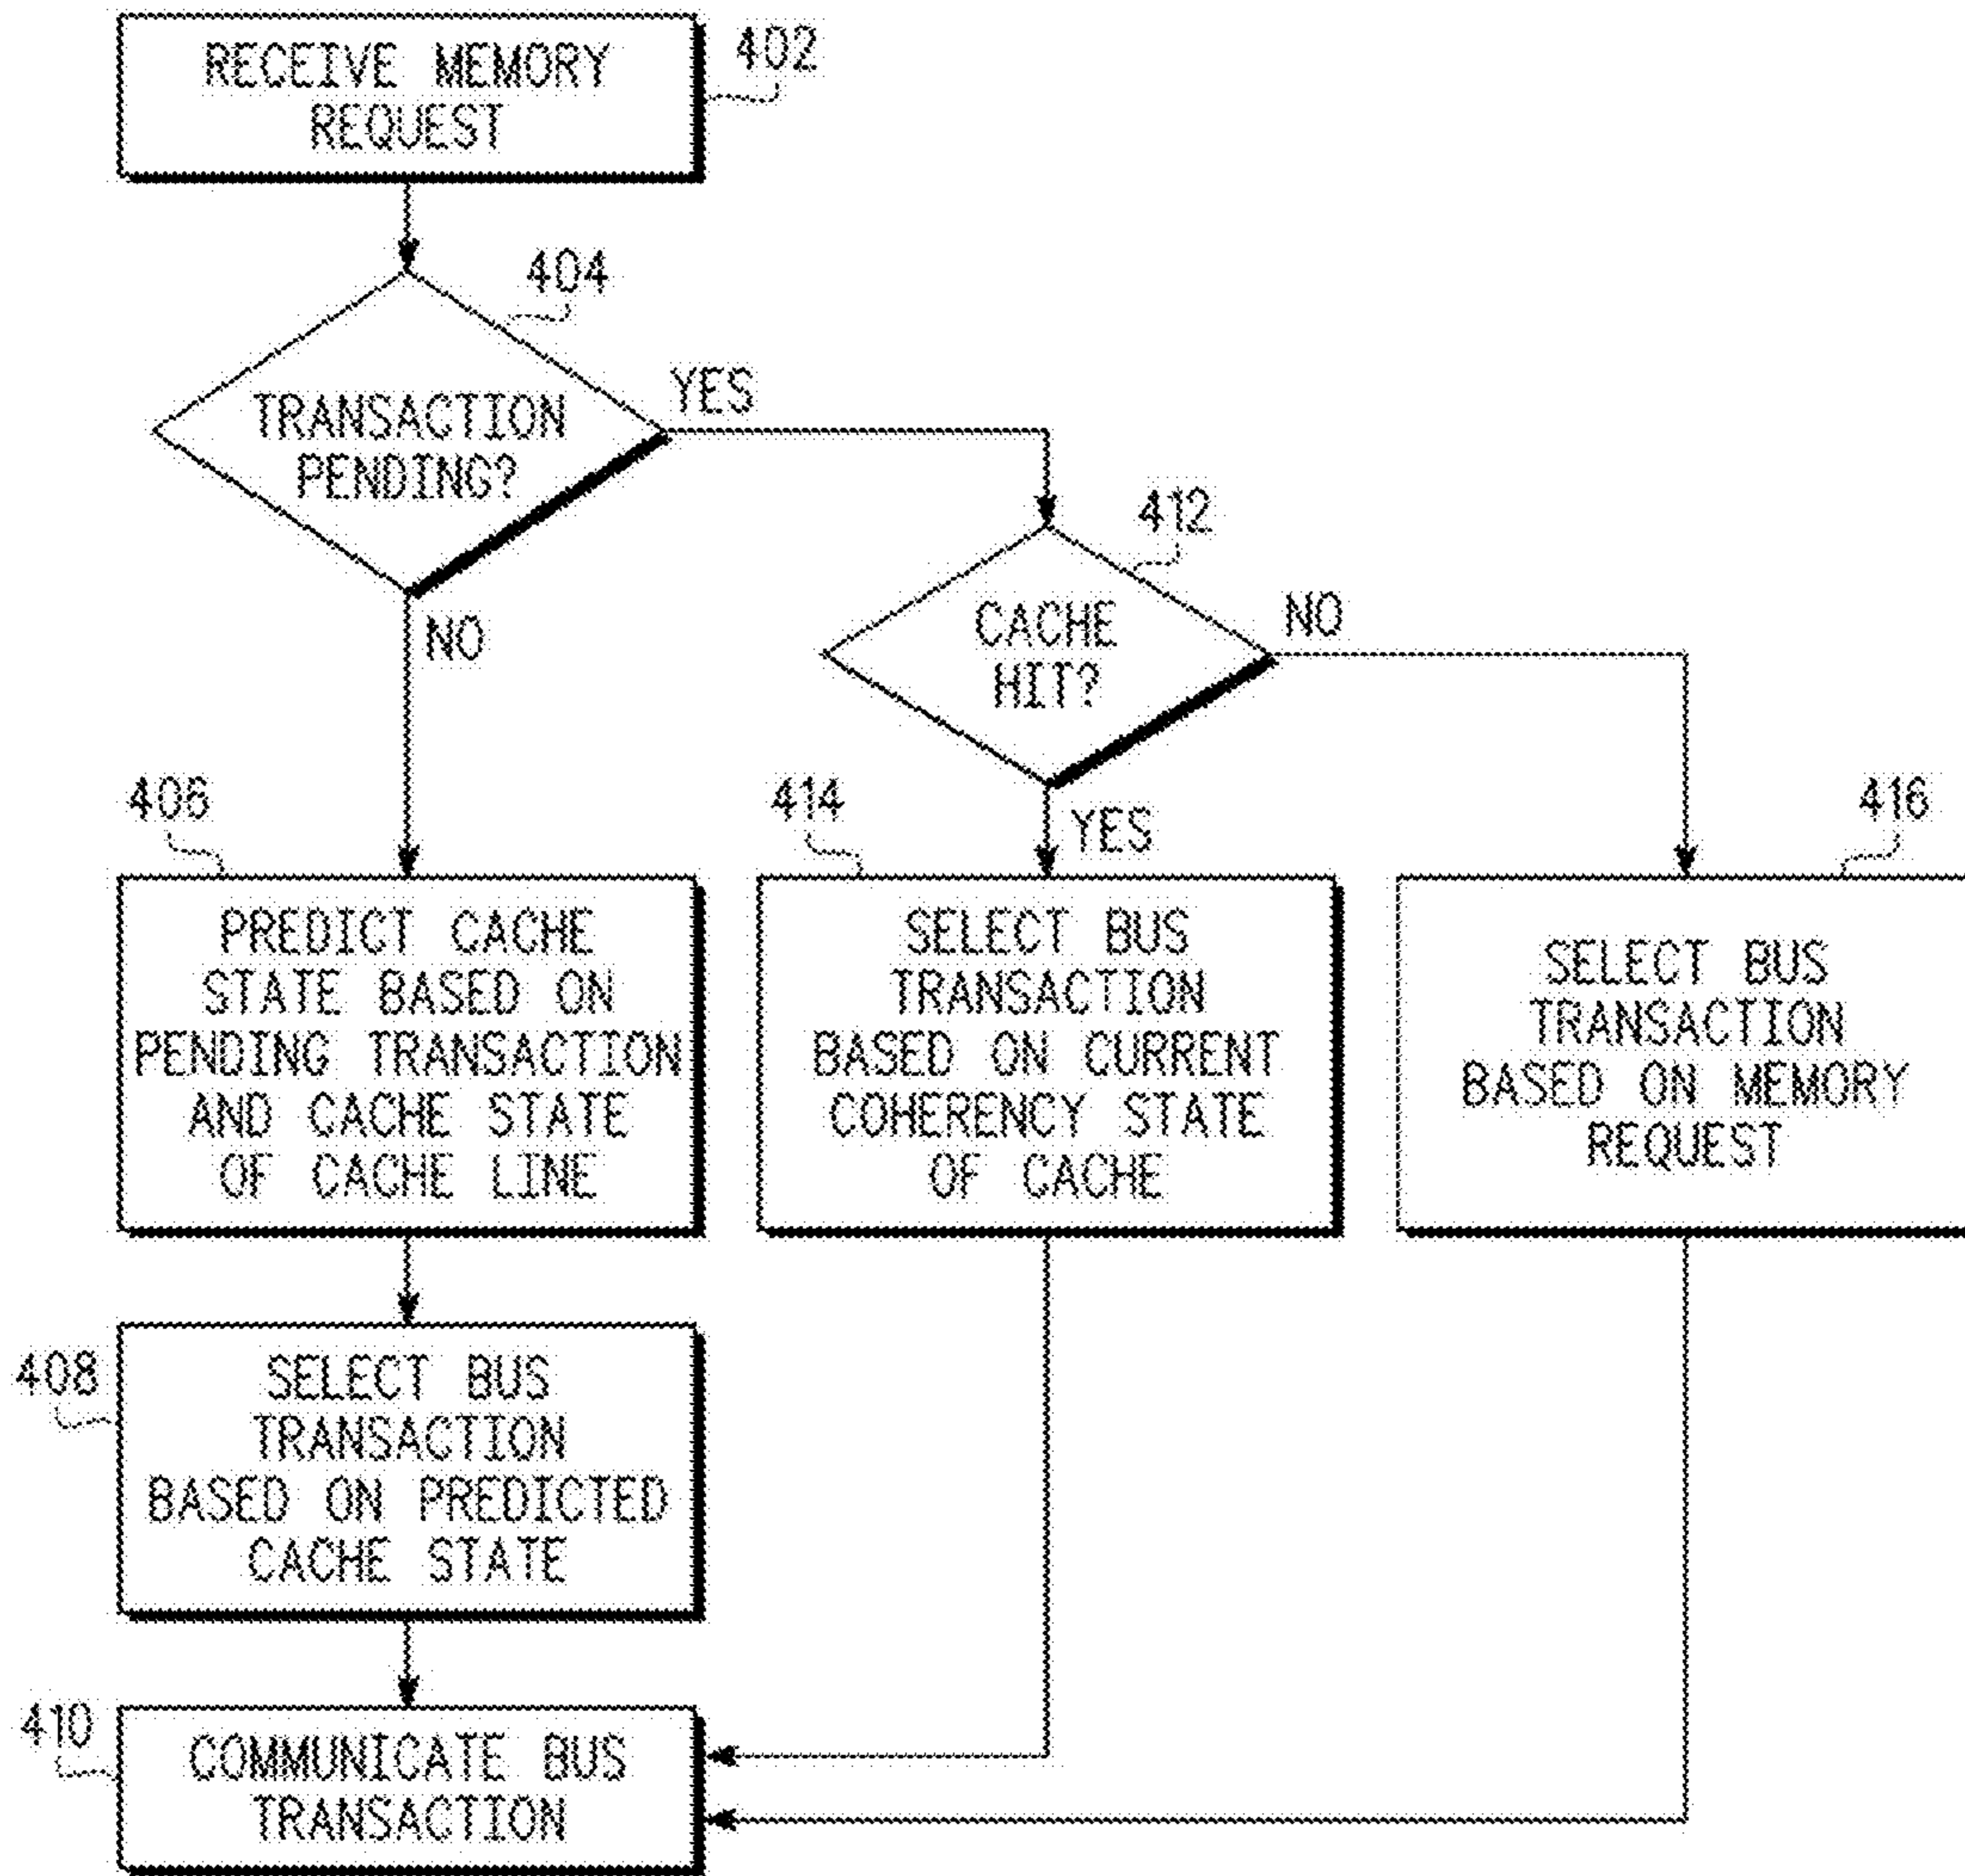 RECEIVE MEMORY
REQUEST
402
404
TRANSACTION
PENDING?
YES
NO
412
CACHE
HIT?
NO
YES
406
PREDICT CACHE
STATE BASED ON
PENDING TRANSACTION
AND CACHE STATE
OF CACHE LINE
414
SELECT BUS
TRANSACTION
BASED ON CURRENT
COHERENCY STATE
OF CACHE
416
SELECT BUS
TRANSACTION
BASED ON MEMORY
REQUEST
408
SELECT BUS
TRANSACTION
BASED ON PREDICTED
CACHE STATE
410
COMMUNICATE BUS
TRANSACTION